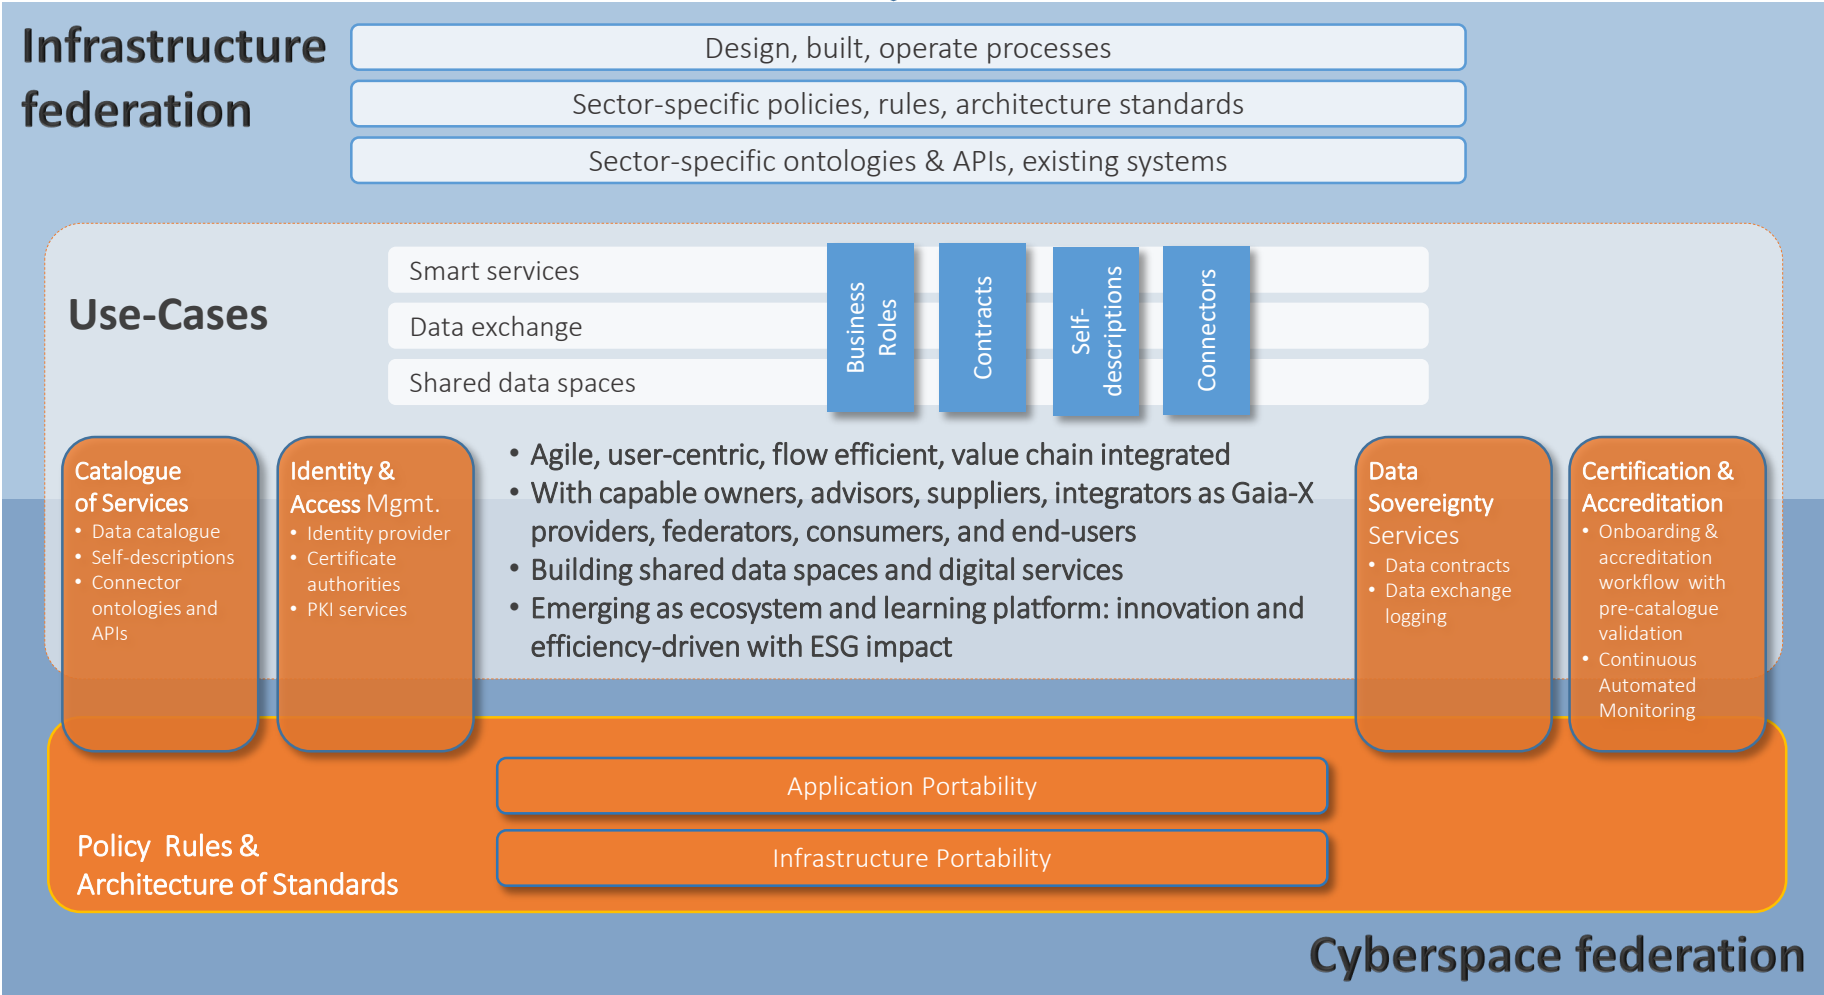 Infrastructure
federation
Design, built, operate processes
Sector-specific policies, rules, architecture standards
Sector-specific ontologies & APIs, existing systems
Use-Cases
Smart services
Data exchange
Shared data spaces
Business
Roles
Contracts
Self-
descriptions
Connectors
Catalogue
of Services
• Data catalogue
• Self-descriptions
• Connector
ontologies and
APIs
Identity &
Access Mgmt.
• Identity provider
• Certificate
authorities
• PKI services
• Agile, user-centric, flow efficient, value chain integrated
• With capable owners, advisors, suppliers, integrators as Gaia-X
providers, federators, consumers, and end-users
• Building shared data spaces and digital services
• Emerging as ecosystem and learning platform: innovation and
efficiency-driven with ESG impact
Data
Sovereignty
Services
• Data contracts
• Data exchange
logging
Certification &
Accreditation
• Onboarding &
accreditation
workflow with
pre-catalogue
validation
• Continuous
Automated
Monitoring
Application Portability
Infrastructure Portability
Policy Rules &
Architecture of Standards
Cyberspace federation